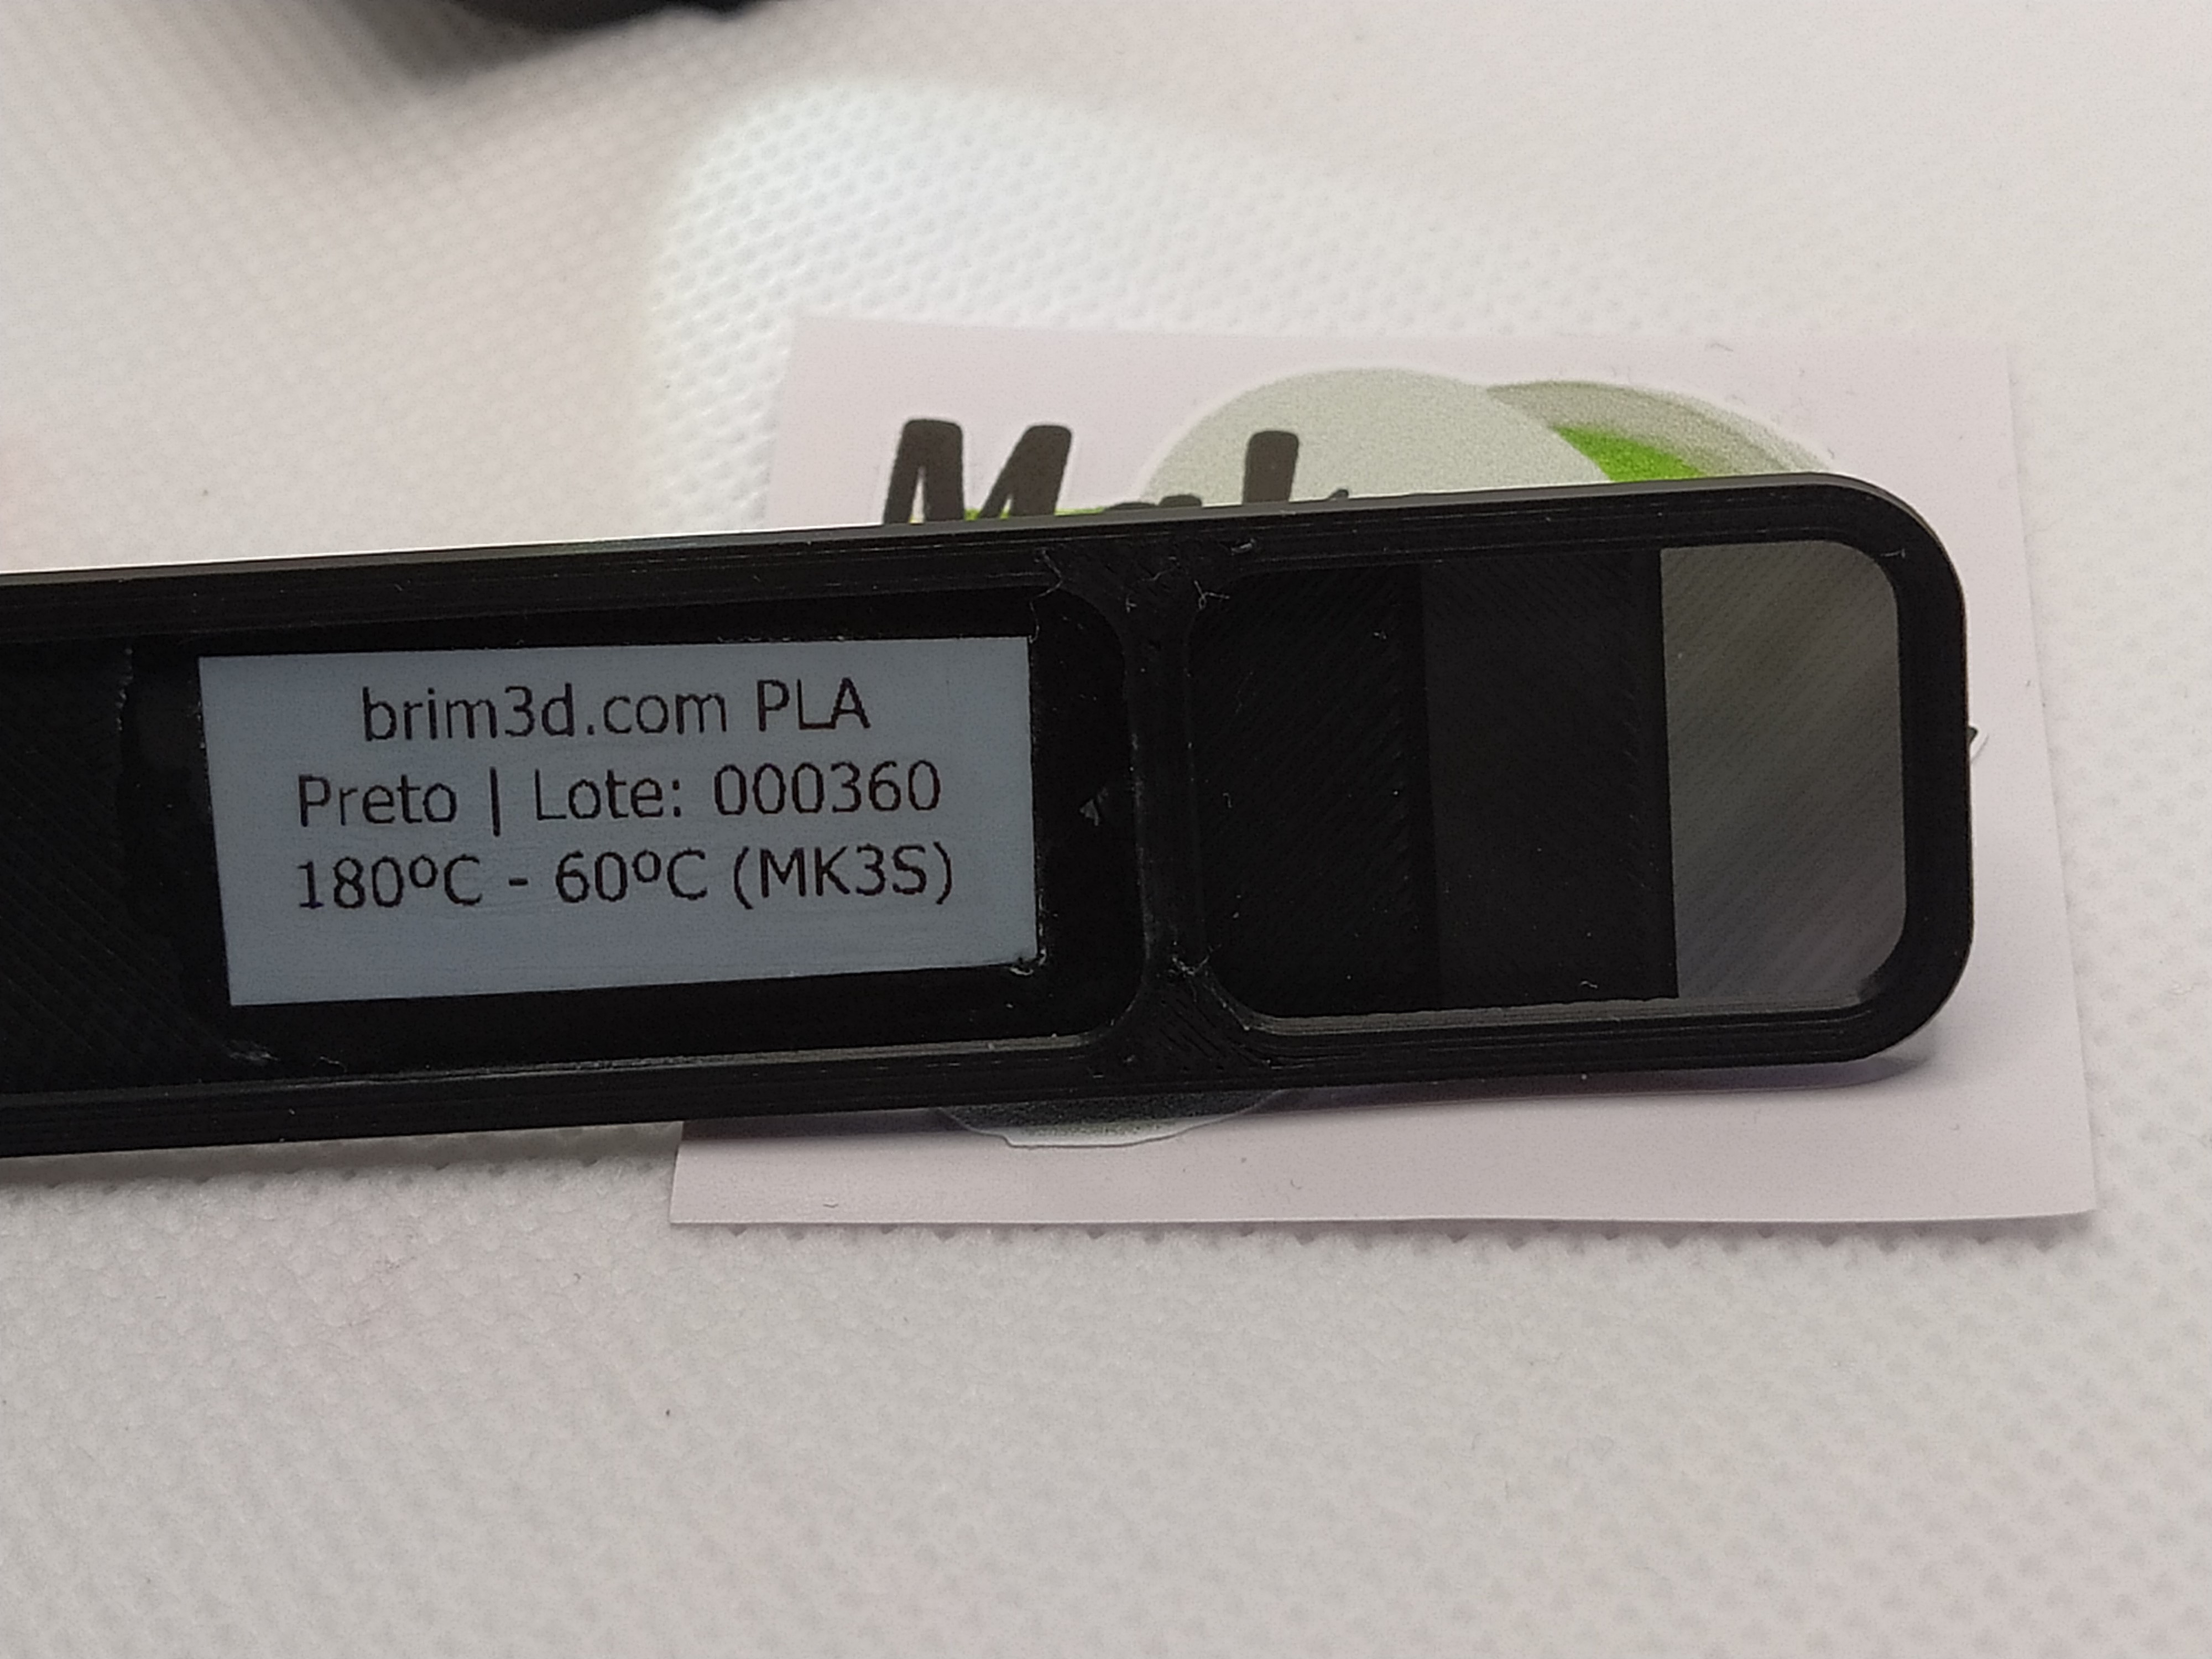 brim3d.com PLA
Preto | Lote: 000360
180ºC - 60ºC (MK3S)